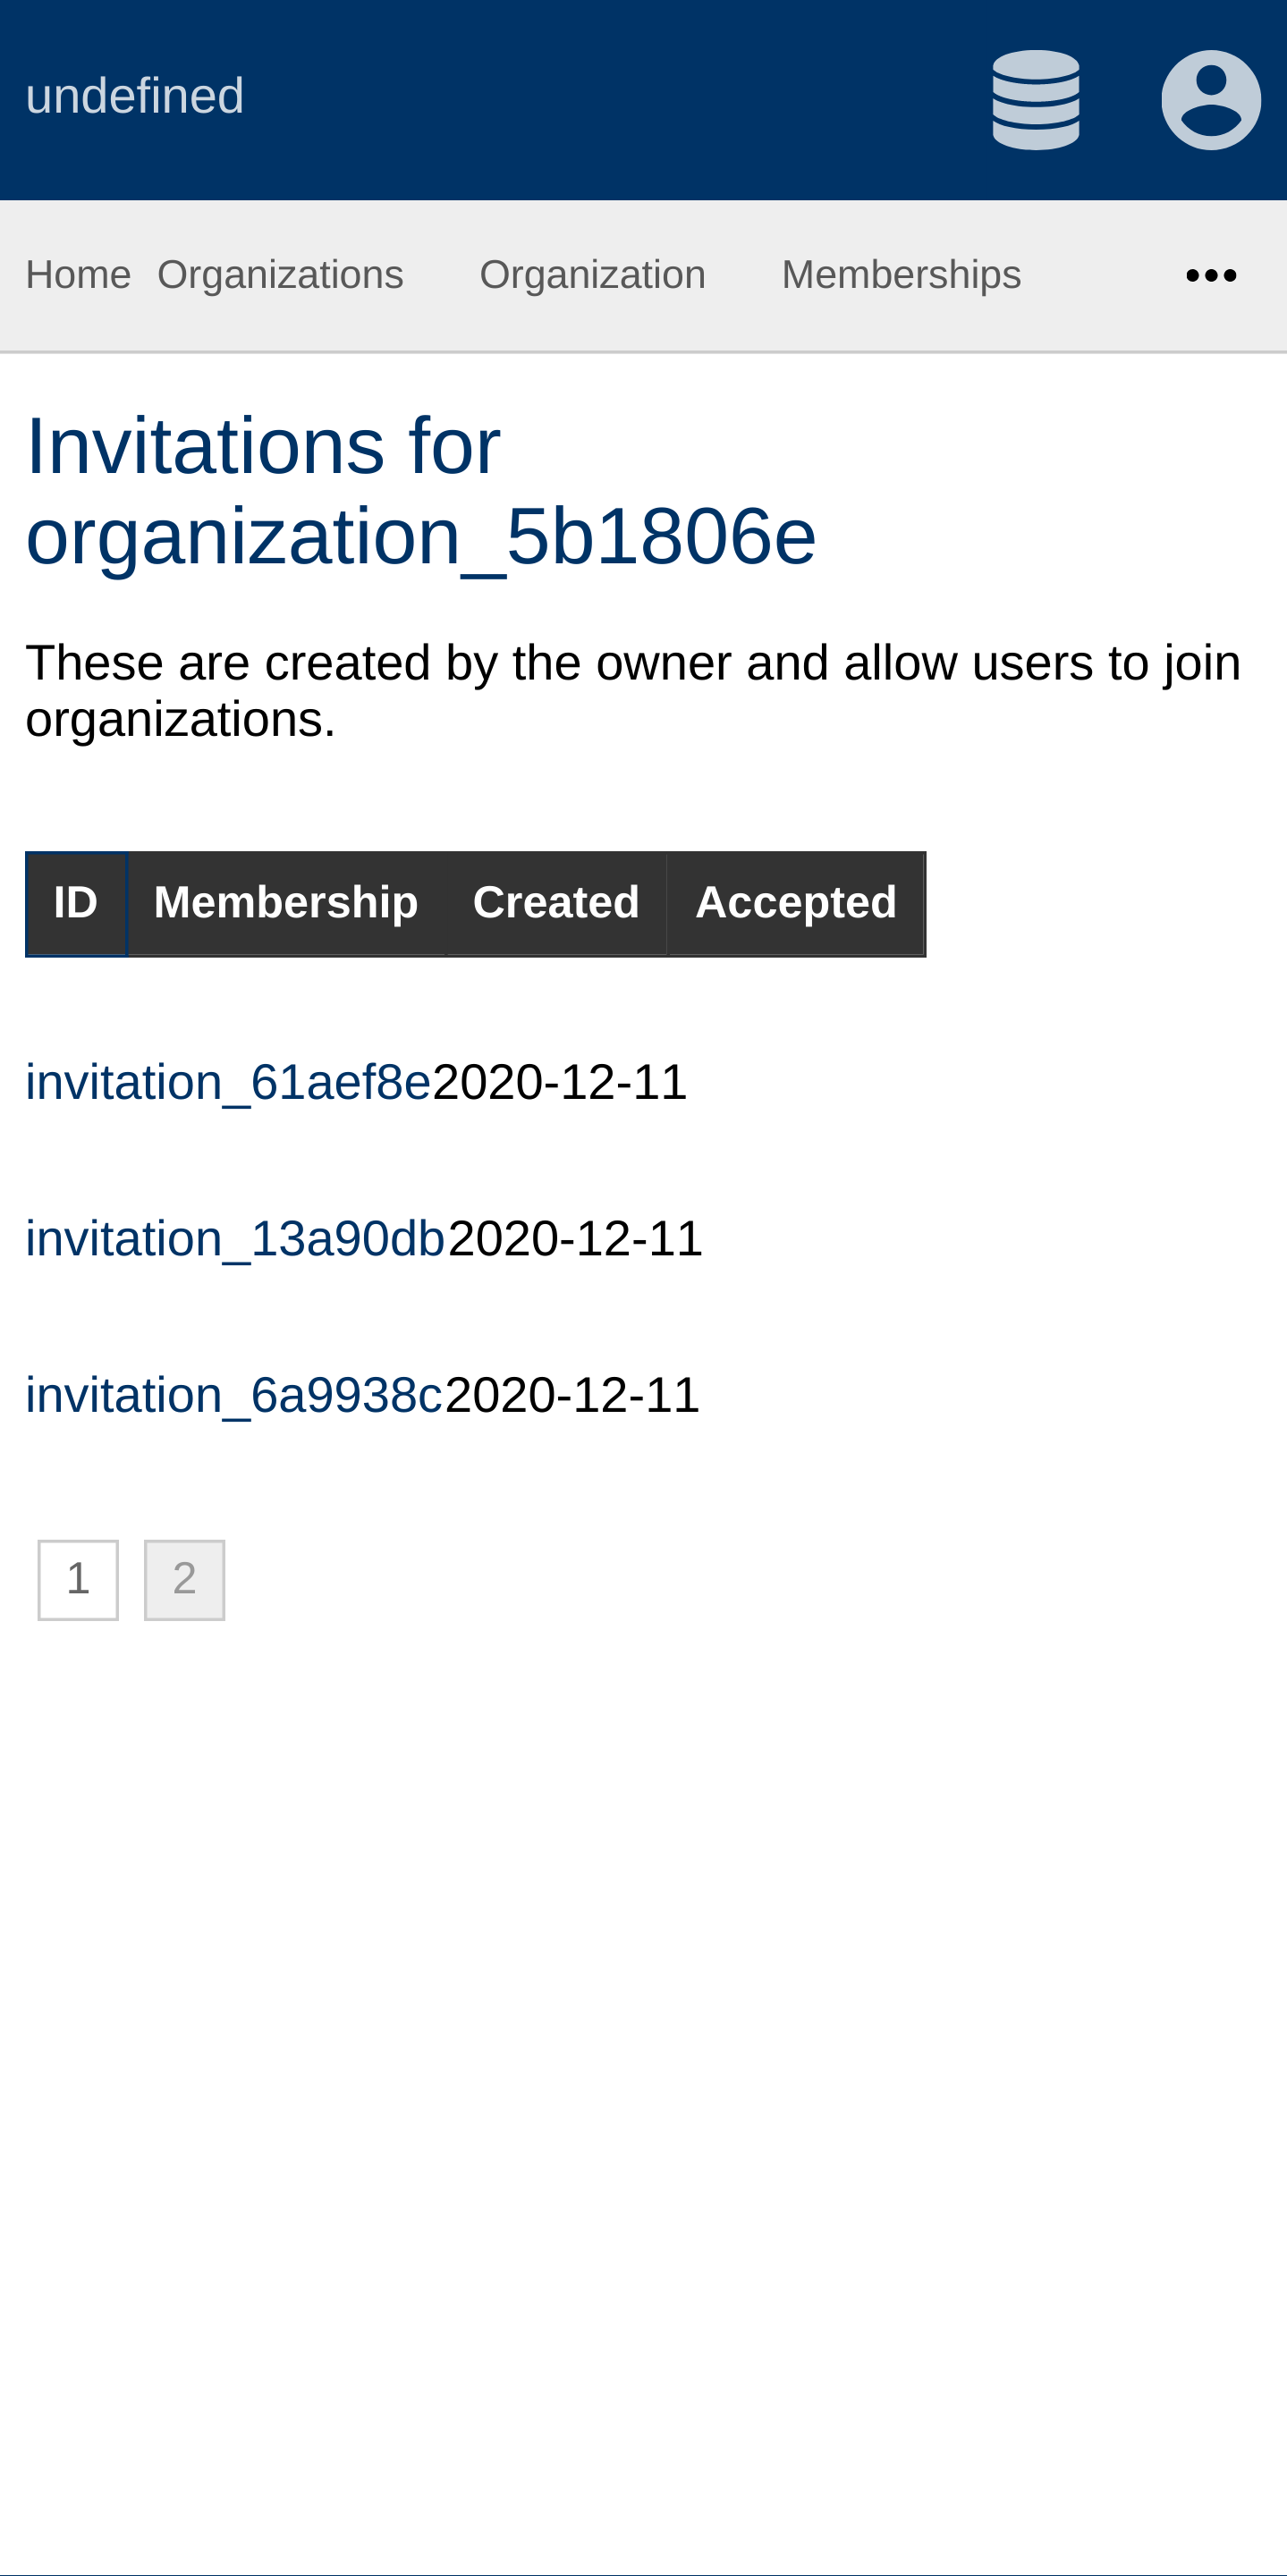 undefined
Home Organizations Organization Memberships
Invitations for
organization_5b1806e
These are created by the owner and allow users to join
organizations.
ID Membership Created Accepted
invitation_61aef8e2020-12-11
invitation_13a90db2020-12-11
invitation_6a9938c2020-12-11
1 2